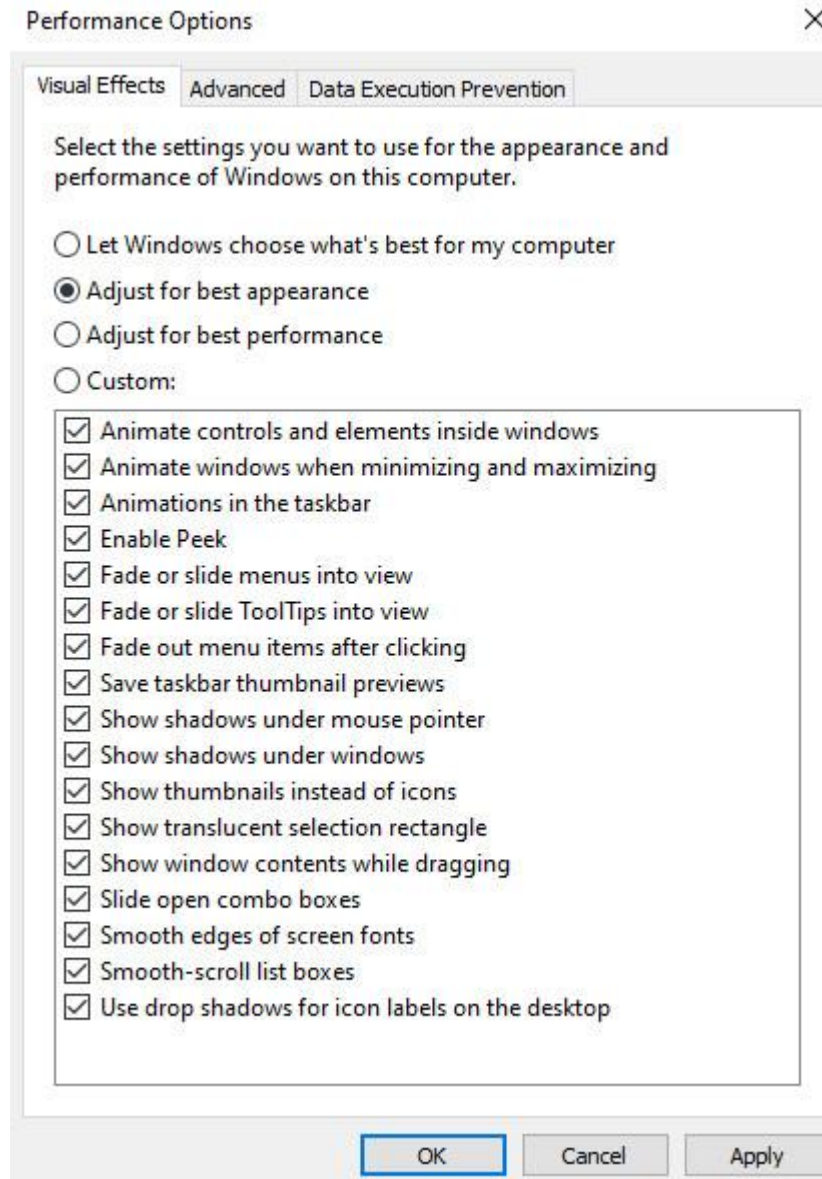 Performance Options
Visual Effects Advanced Data Execution Prevention
Select the settings you want to use for the appearance and
performance of Windows on this computer.
Let Windows choose what's best for my computer
Adjust for best appearance
Adjust for best performance
Custom:
Animate controls and elements inside windows
Animate windows when minimizing and maximizing
Animations in the taskbar
Enable Peek
Fade or slide menus into view
Fade or slide ToolTips into view
Fade out menu items after clicking
Save taskbar thumbnail previews
Show shadows under mouse pointer
Show shadows under windows
Show thumbnails instead of icons
Show translucent selection rectangle
Show window contents while dragging
Slide open combo boxes
Smooth edges of screen fonts
Smooth-scroll list boxes
Use drop shadows for icon labels on the desktop
OK Cancel Apply